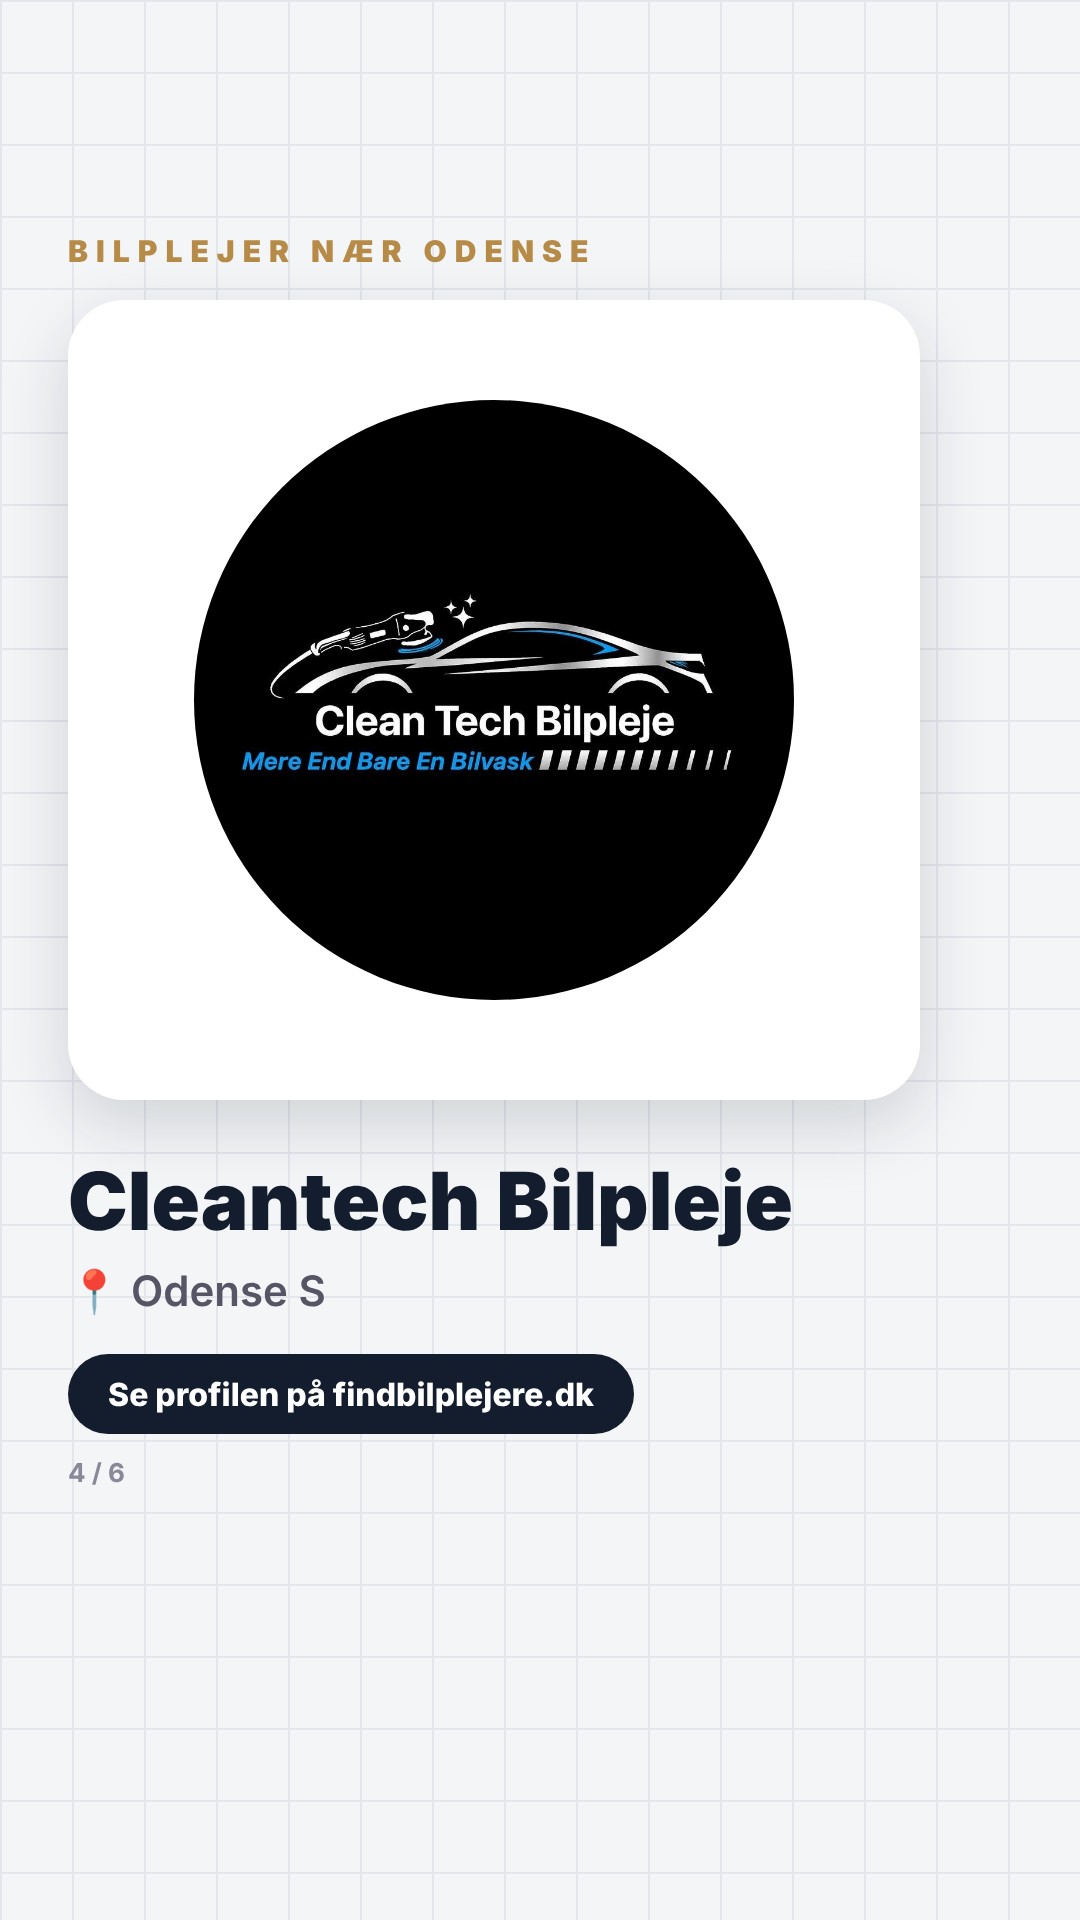 BILPLEJER NÆR ODENSE
Clean Tech Bilpleje
Mere End Bare En Bilvask
Cleantech Bilpleje
📍 Odense S
Se profilen på findbilplejere.dk
4 / 6